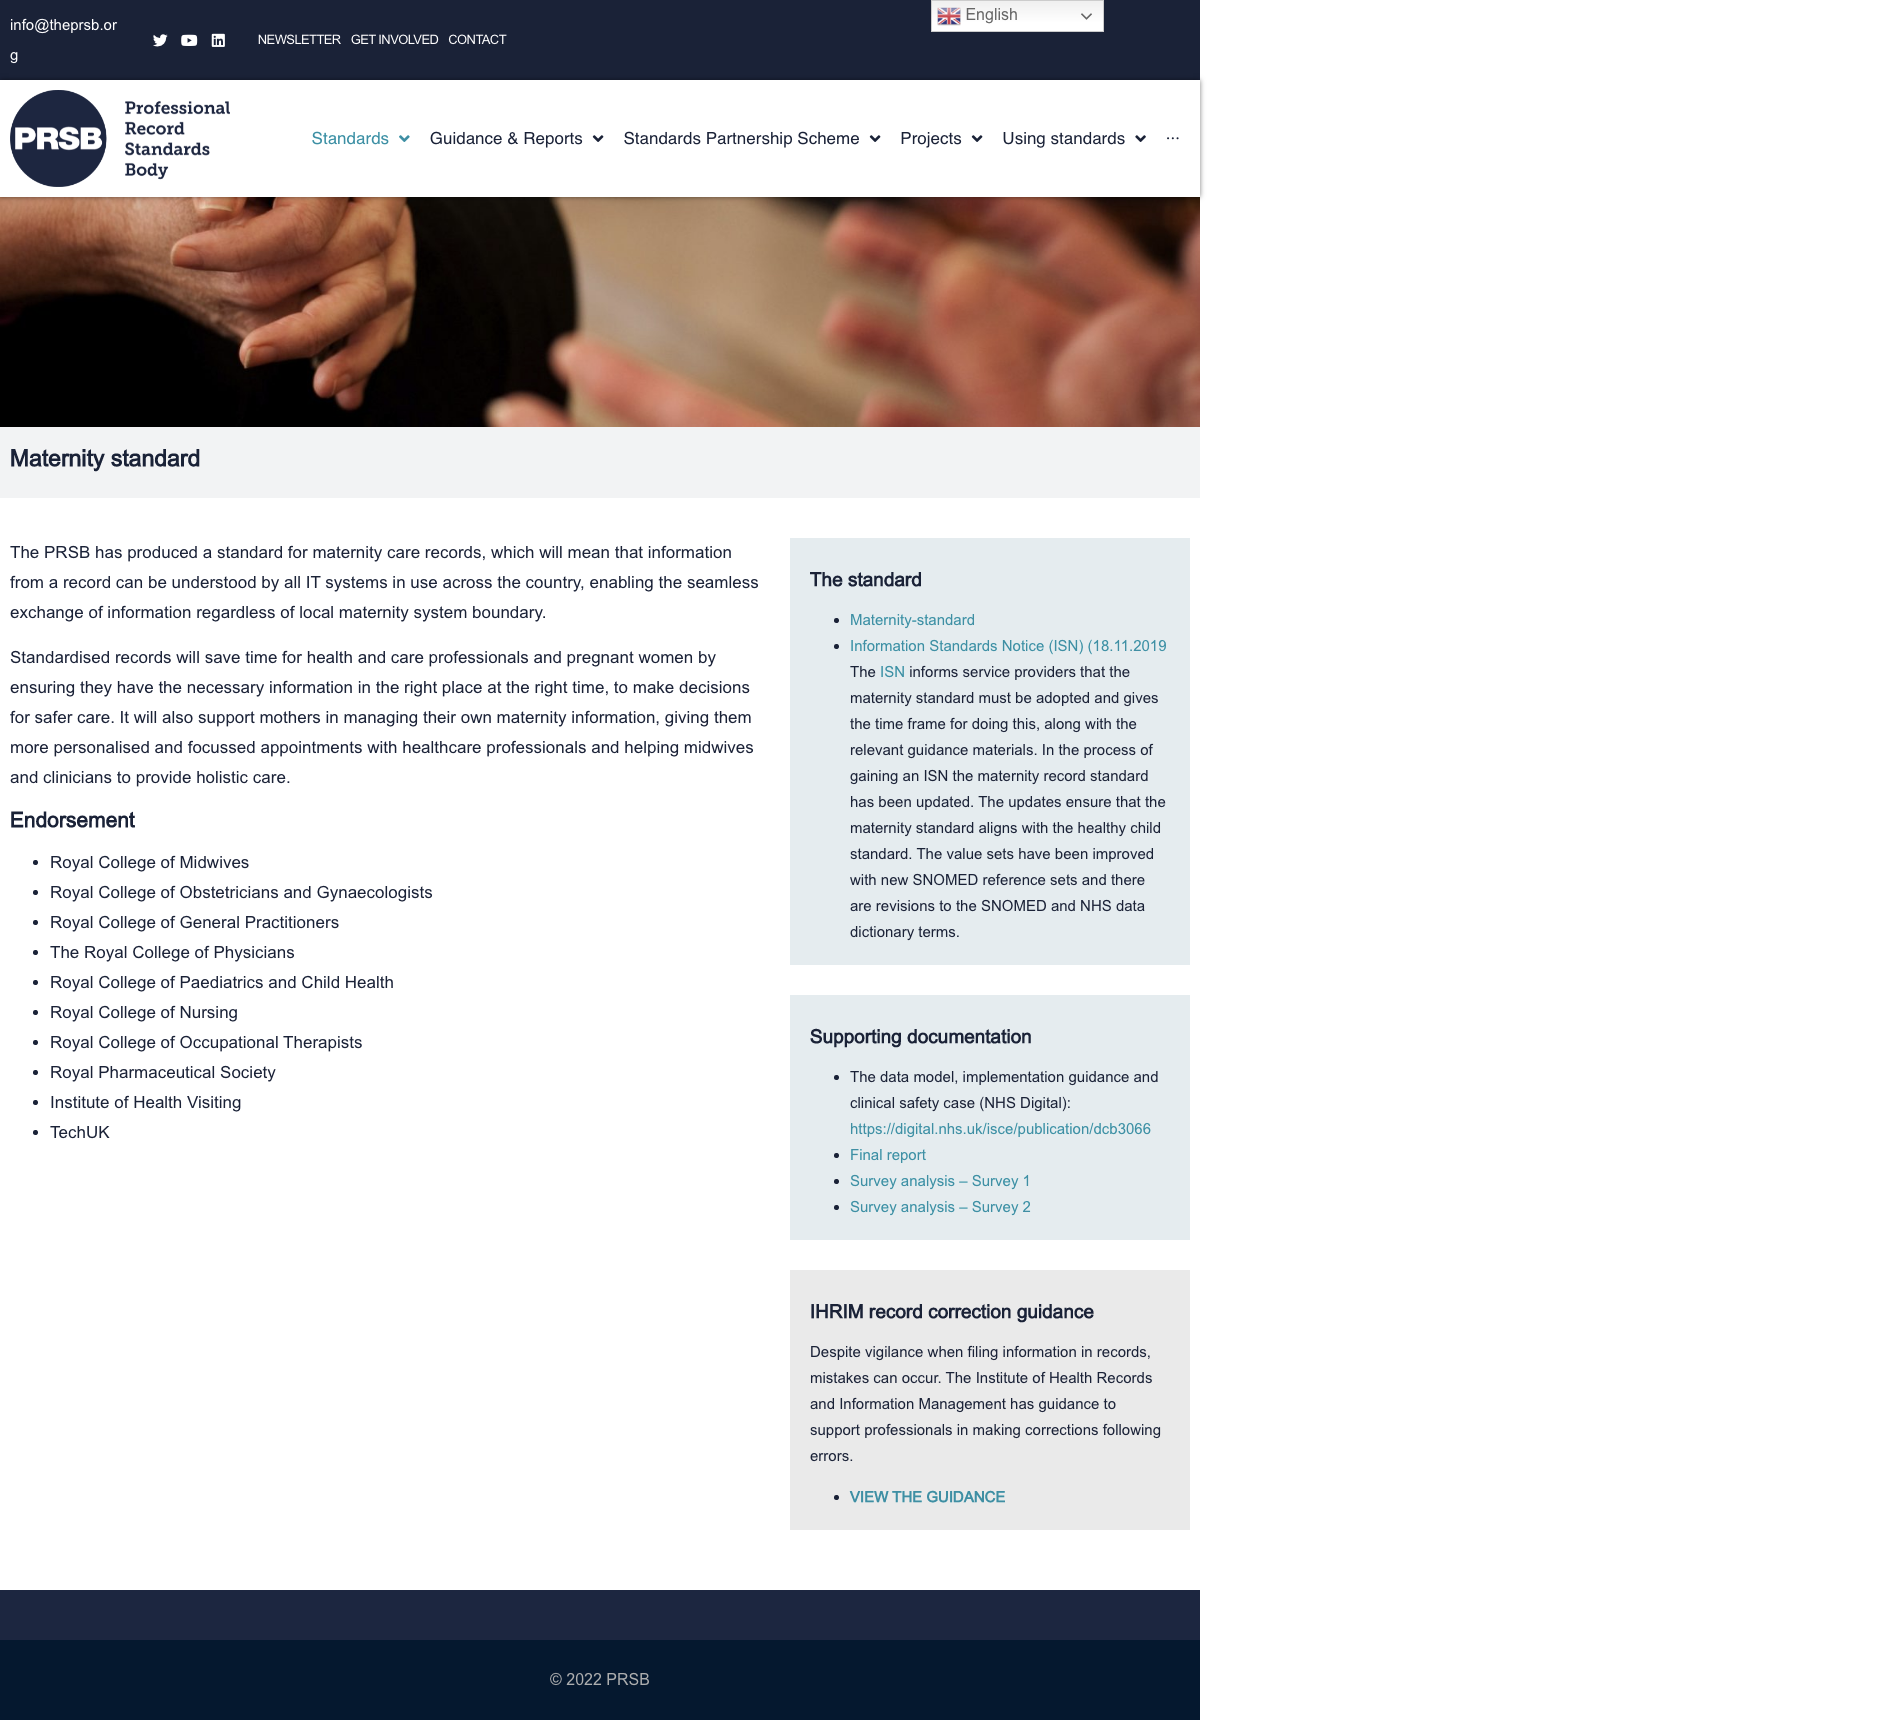 info@theprsb.or
g
NEWSLETTER GET INVOLVED CONTACT
English
PRSB
Professional
Record
Standards
Body
Standards Guidance & Reports Standards Partnership Scheme Projects Using standards ...
Maternity standard
The PRSB has produced a standard for maternity care records, which will mean that information
from a record can be understood by all IT systems in use across the country, enabling the seamless
exchange of information regardless of local maternity system boundary.
Standardised records will save time for health and care professionals and pregnant women by
ensuring they have the necessary information in the right place at the right time, to make decisions
for safer care. It will also support mothers in managing their own maternity information, giving them
more personalised and focussed appointments with healthcare professionals and helping midwives
and clinicians to provide holistic care.
Endorsement
• Royal College of Midwives
• Royal College of Obstetricians and Gynaecologists
• Royal College of General Practitioners
• The Royal College of Physicians
• Royal College of Paediatrics and Child Health
• Royal College of Nursing
• Royal College of Occupational Therapists
• Royal Pharmaceutical Society
• Institute of Health Visiting
• TechUK
The standard
• Maternity-standard
• Information Standards Notice (ISN) (18.11.2019
The ISN informs service providers that the
maternity standard must be adopted and gives
the time frame for doing this, along with the
relevant guidance materials. In the process of
gaining an ISN the maternity record standard
has been updated. The updates ensure that the
maternity standard aligns with the healthy child
standard. The value sets have been improved
with new SNOMED reference sets and there
are revisions to the SNOMED and NHS data
dictionary terms.
Supporting documentation
• The data model, implementation guidance and
clinical safety case (NHS Digital):
https://digital.nhs.uk/isce/publication/dcb3066
• Final report
• Survey analysis – Survey 1
• Survey analysis – Survey 2
IHRIM record correction guidance
Despite vigilance when filing information in records,
mistakes can occur. The Institute of Health Records
and Information Management has guidance to
support professionals in making corrections following
errors.
• VIEW THE GUIDANCE
© 2022 PRSB